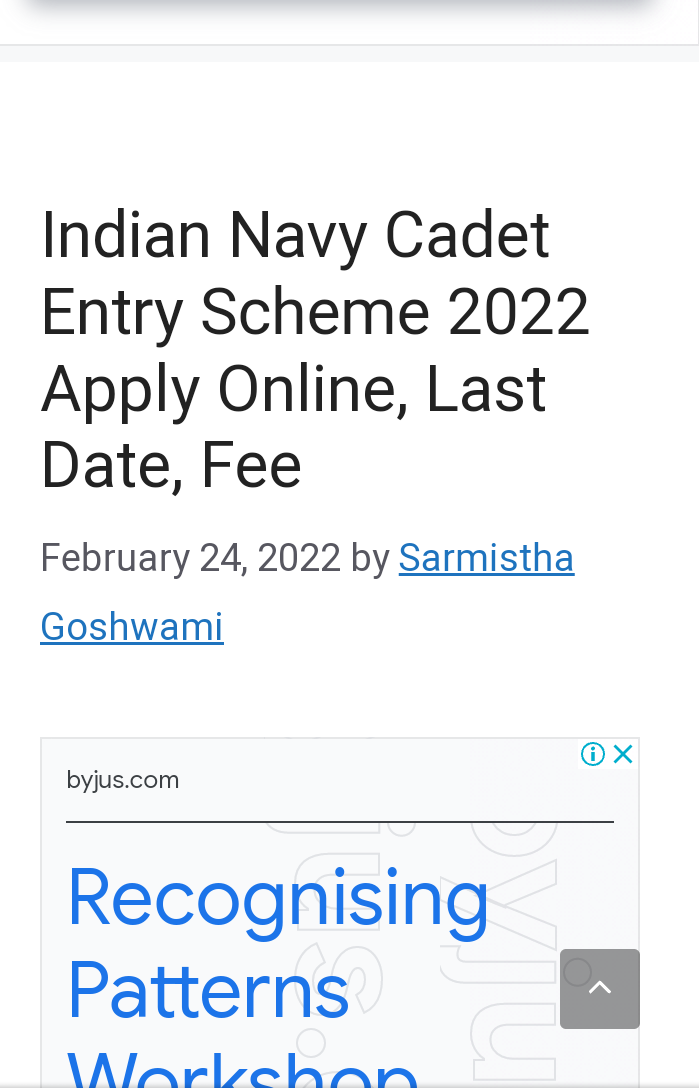 Indian Navy Cadet
Entry Scheme 2022
Apply Online, Last
Date, Fee
February 24, 2022 by Sarmistha
Goshwami
byjus.com
Recognising
Patterns
Workshop